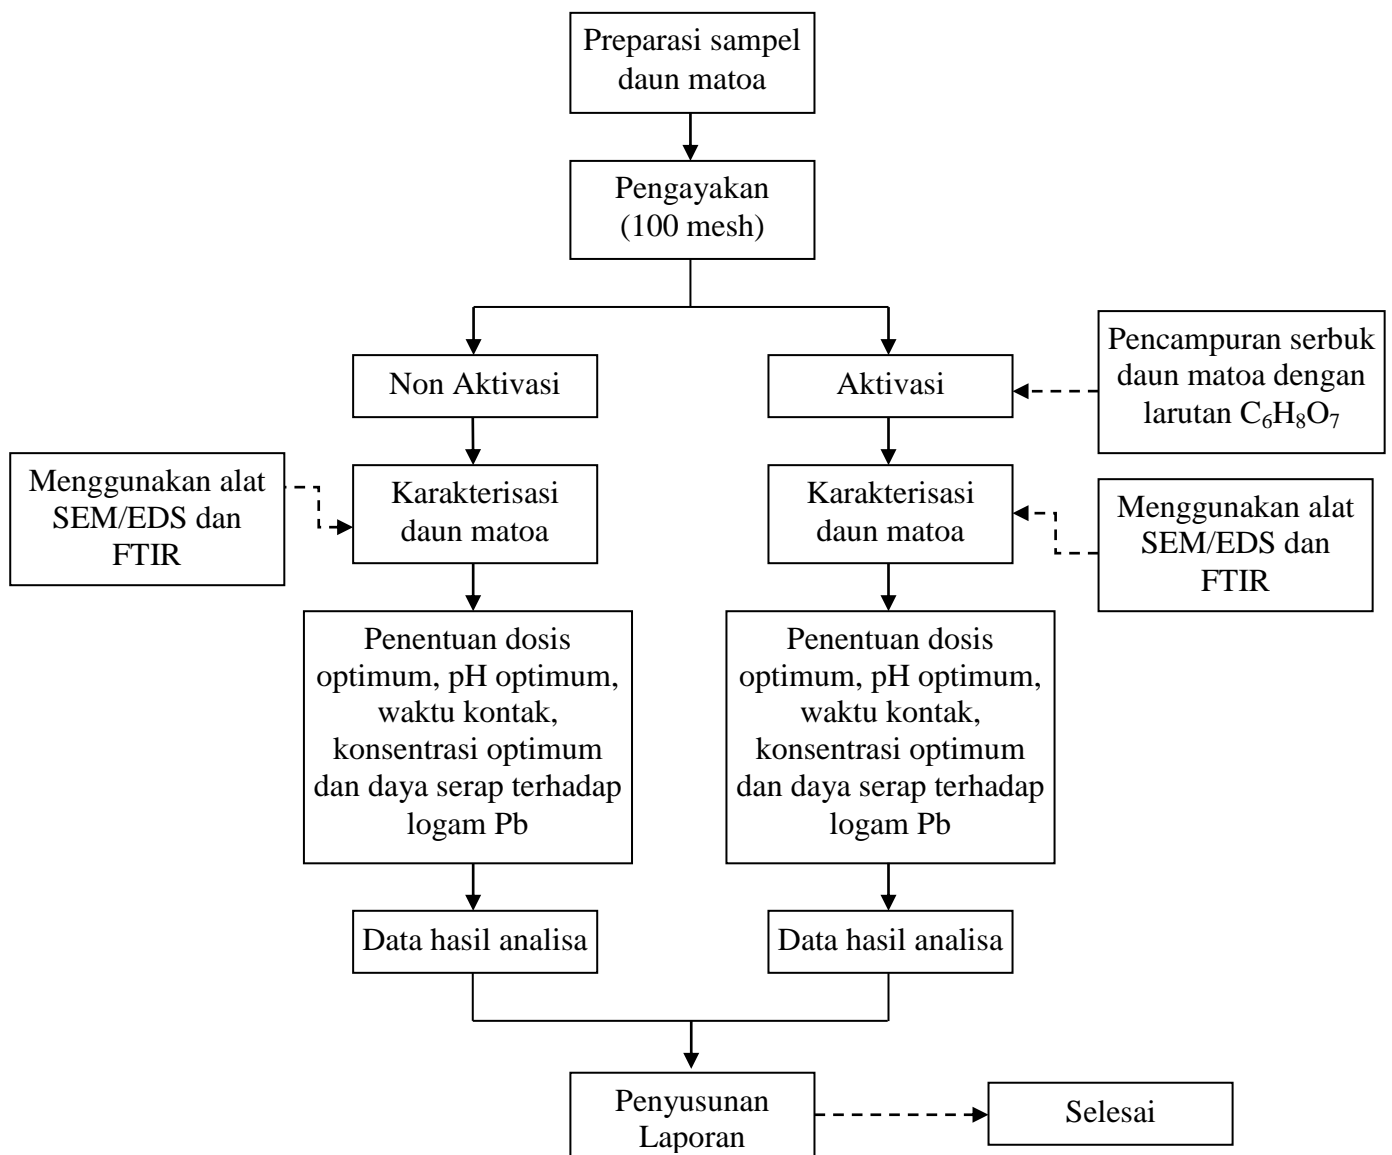 Preparasi sampel
daun matoa
Pengayakan
(100 mesh)
Non Aktivasi
Aktivasi
Pencampuran serbuk
daun matoa dengan
larutan C₆H₈O₇
Menggunakan alat
SEM/EDS dan
FTIR
Karakterisasi
daun matoa
Karakterisasi
daun matoa
Menggunakan alat
SEM/EDS dan
FTIR
Penentuan dosis
optimum, pH optimum,
waktu kontak,
konsentrasi optimum
dan daya serap terhadap
logam Pb
Penentuan dosis
optimum, pH optimum,
waktu kontak,
konsentrasi optimum
dan daya serap terhadap
logam Pb
Data hasil analisa
Data hasil analisa
Penyusunan
Laporan
Selesai